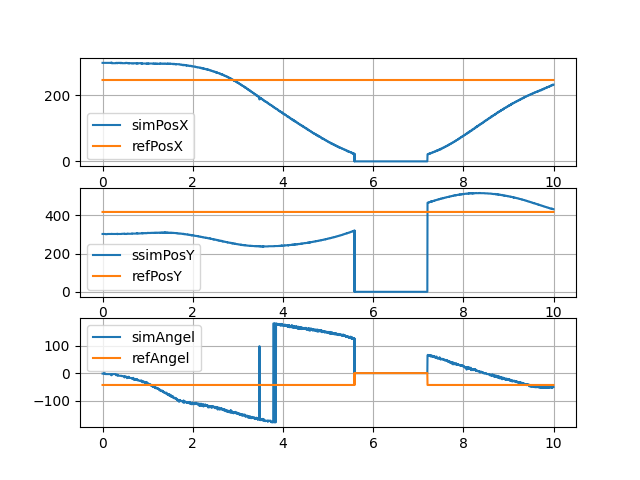 200
0
simPosX
refPosX
0 2 4 6 8 10
400
200
0
ssimPosY
refPosY
0 2 4 6 8 10
100
0
−100
simAngel
refAngel
0 2 4 6 8 10